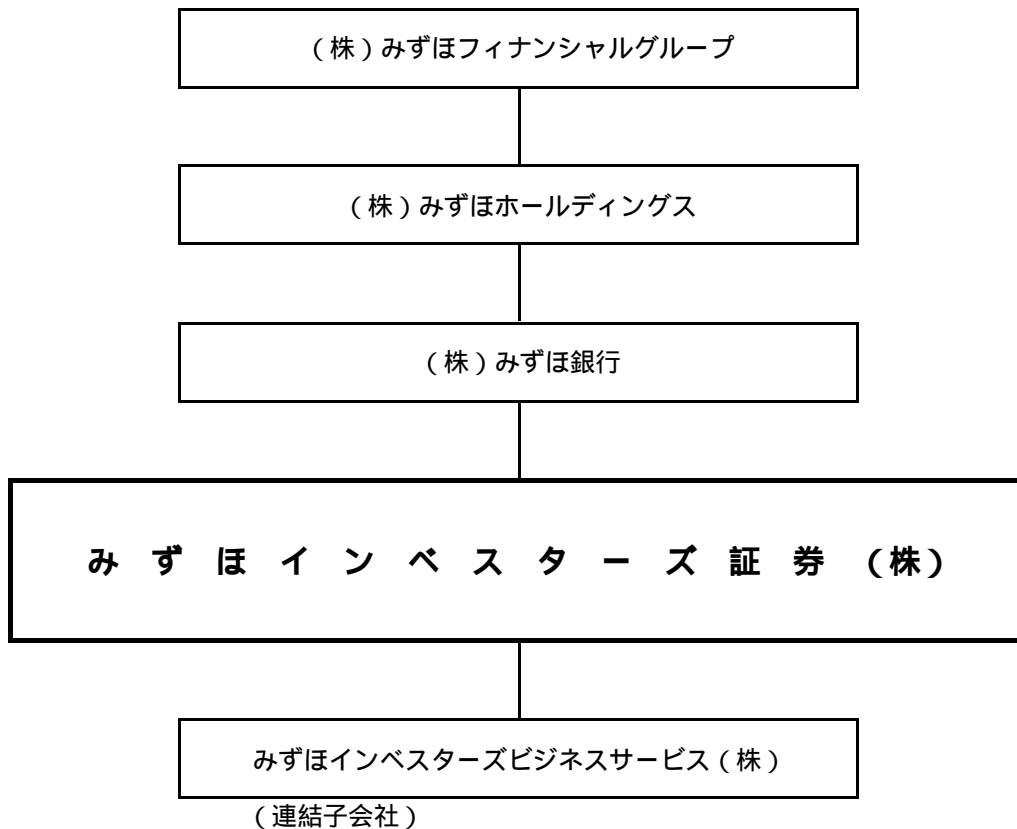 （株）みずほフィナンシャルグループ
（株）みずほホールディングス
（株）みずほ銀行
みずほインベスターズ証券（株）
みずほインベスターズビジネスサービス（株）
（連結子会社）